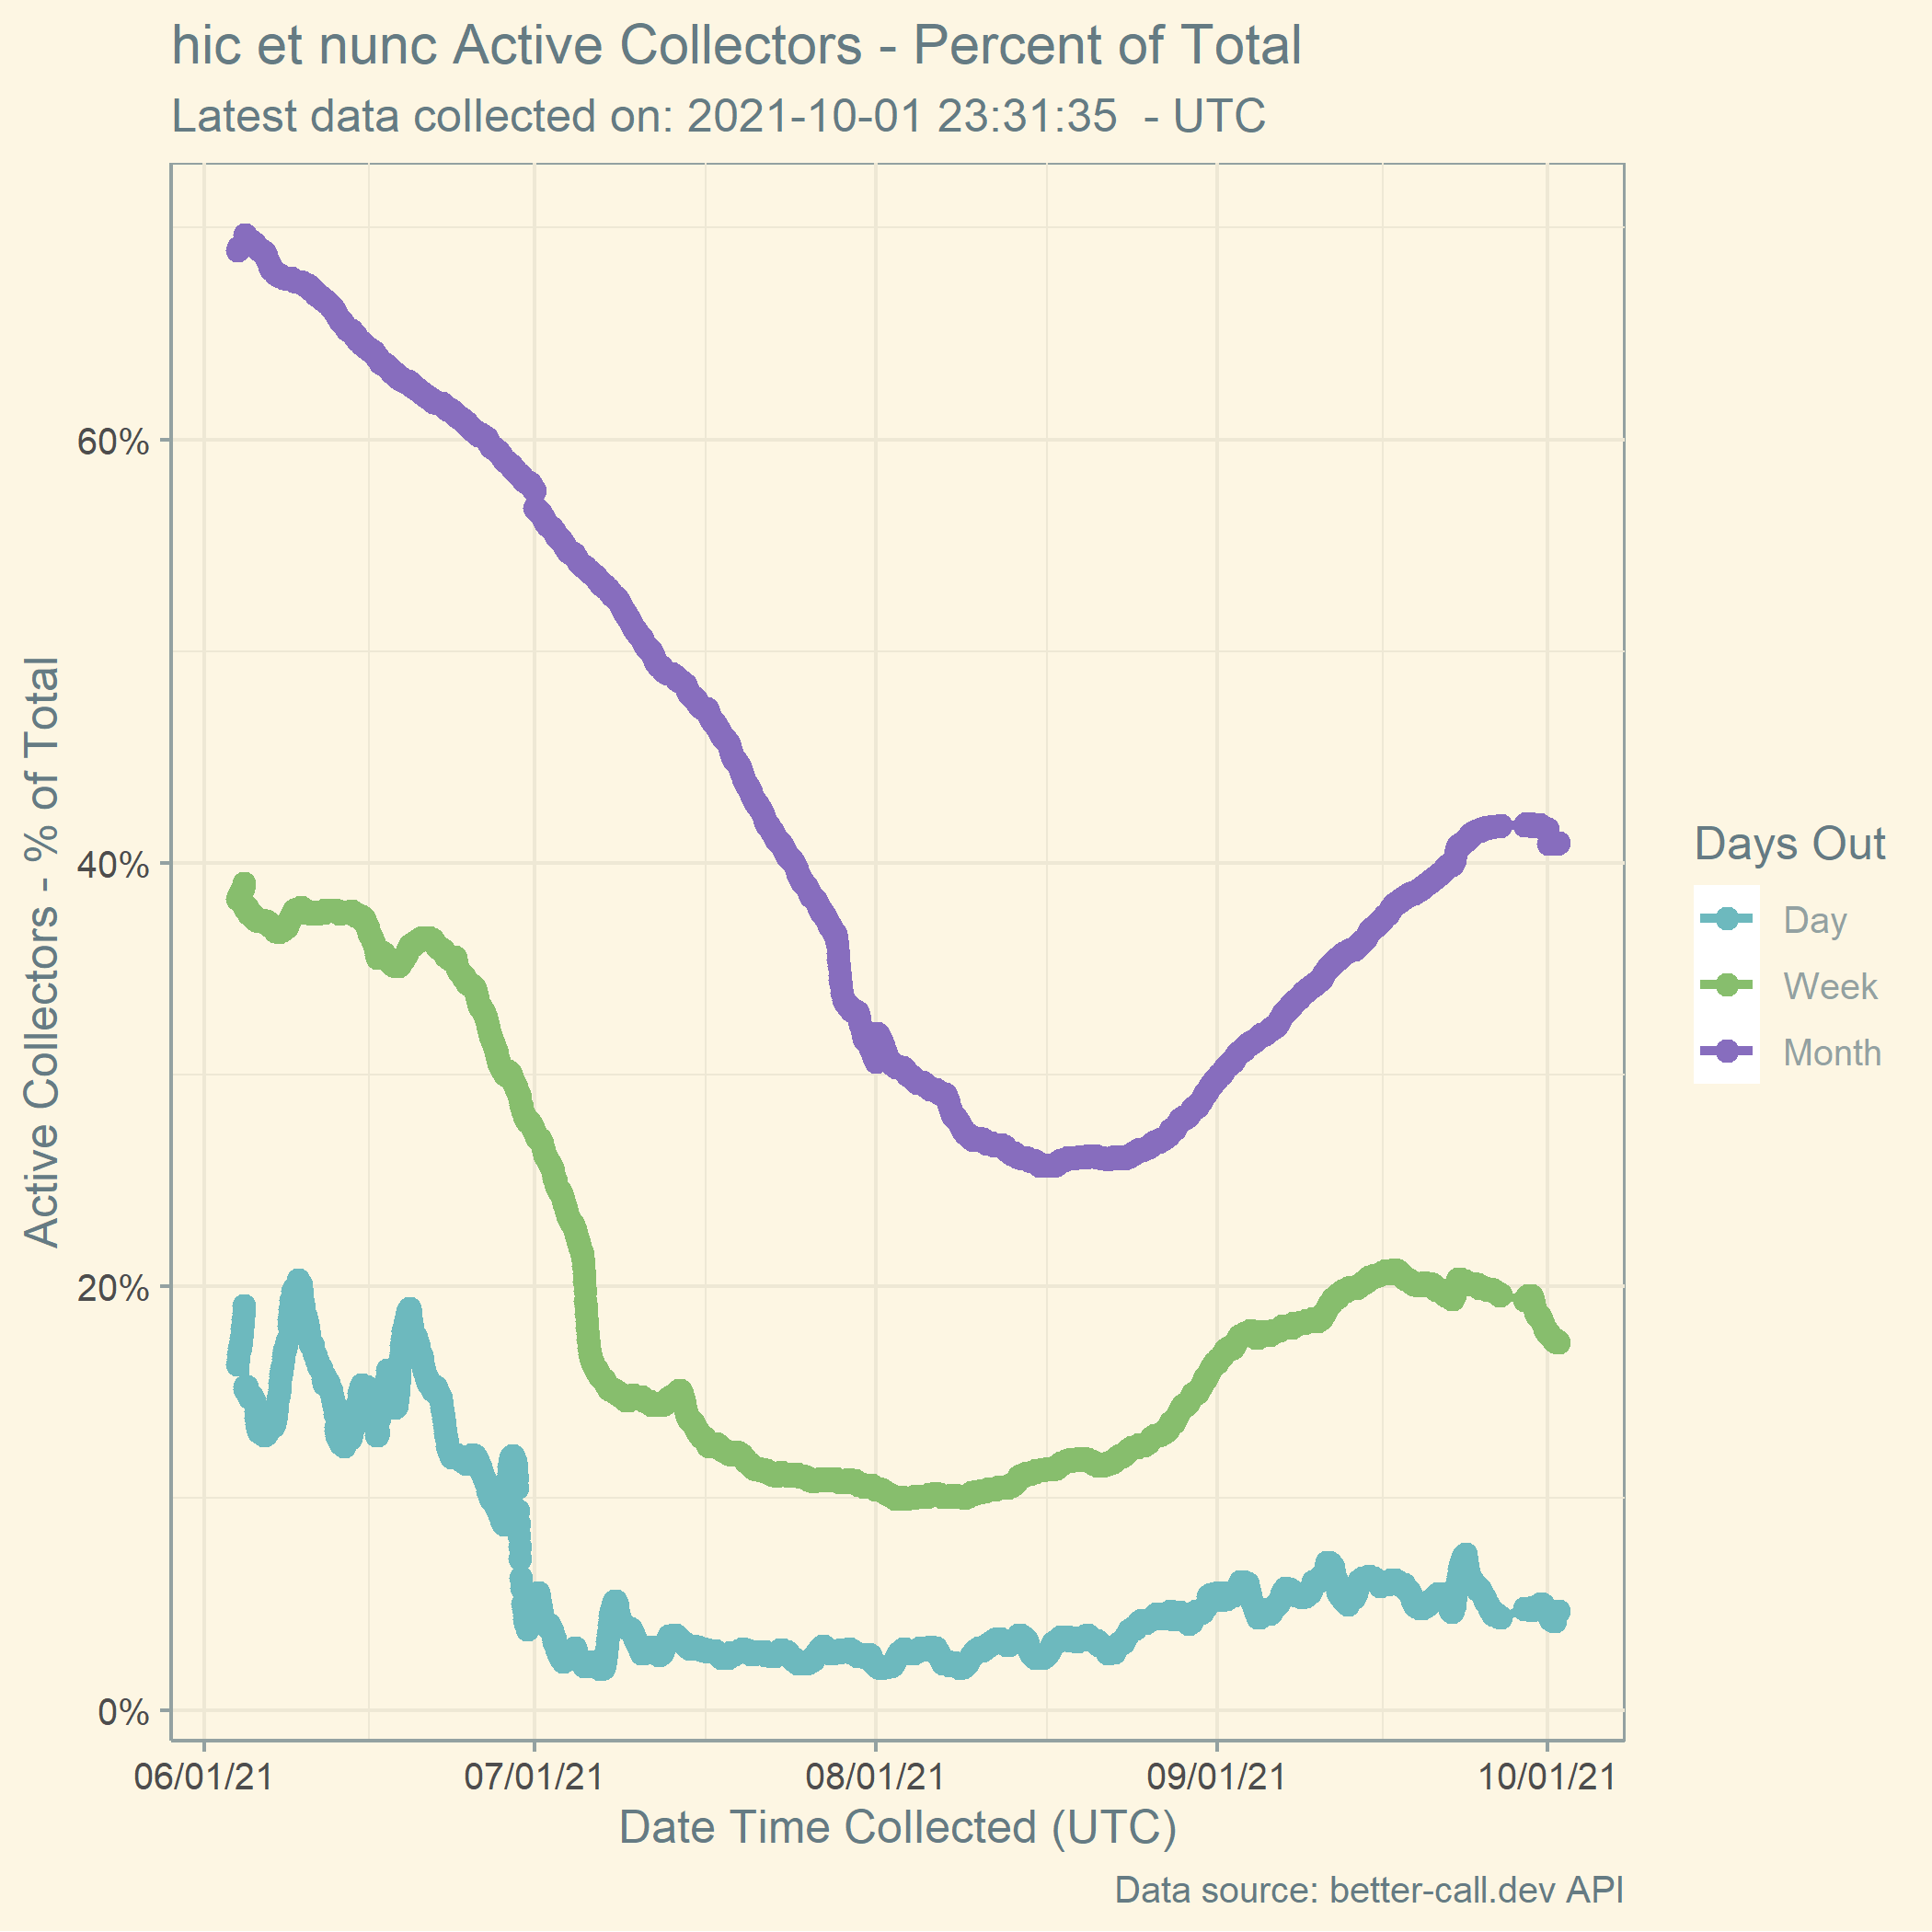 hic et nunc Active Collectors - Percent of Total
Latest data collected on: 2021-10-01 23:31:35  - UTC
Active Collectors - % of Total
60%
40%
20%
0%
06/01/21
07/01/21
08/01/21
09/01/21
10/01/21
Date Time Collected (UTC)
Days Out
Day
Week
Month
Data source: better-call.dev API